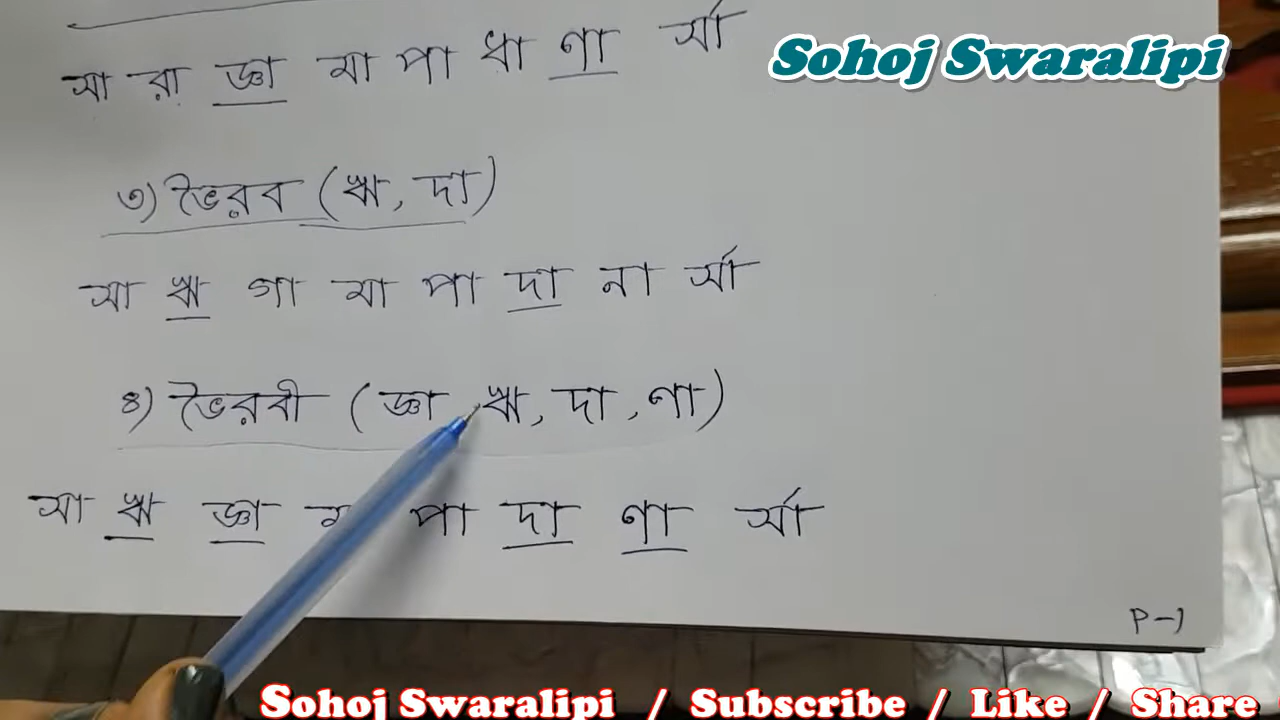 সা রা জ্ঞা মা পা ধা ণা র্সা
Sohoj Swaralipi
৩) ভৈরব (ঋ, দা)
সা ঋ গা মা পা দা না র্সা
৪) ভৈরবী (জ্ঞা ঋ, দা, ণা)
সা ঋ জ্ঞা মা পা দা ণা র্সা
P-1
Sohoj Swaralipi / Subscribe / Like / Share